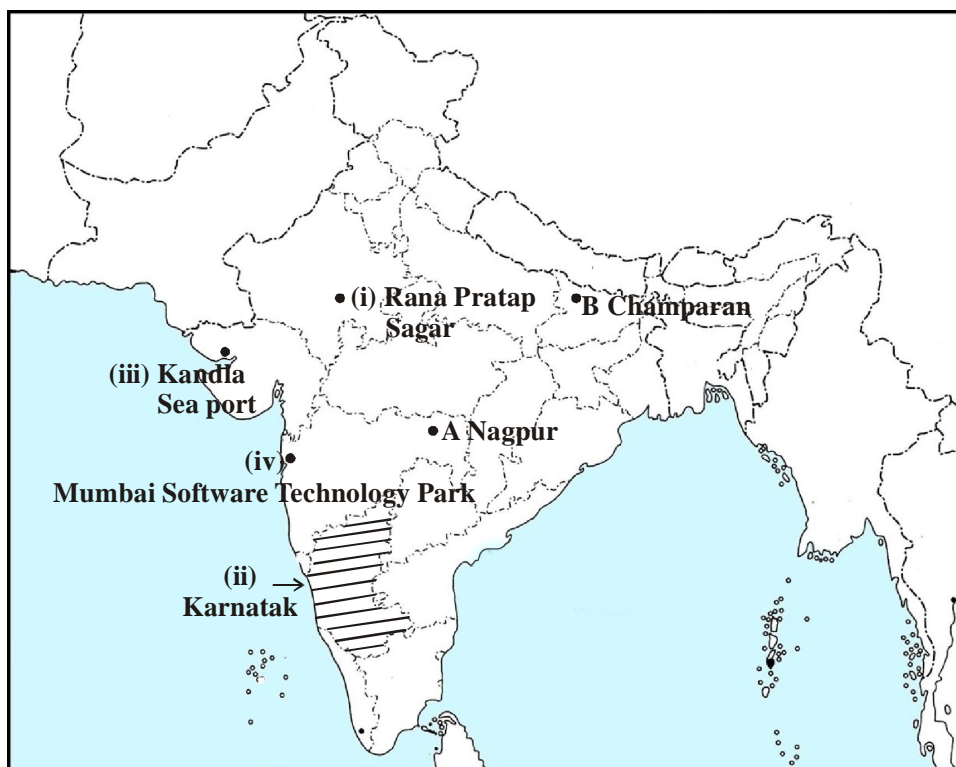 (i) Rana Pratap
Sagar
B Champaran
(iii) Kandla
Sea port
A Nagpur
(iv)
Mumbai Software Technology Park
(ii)
Karnatak